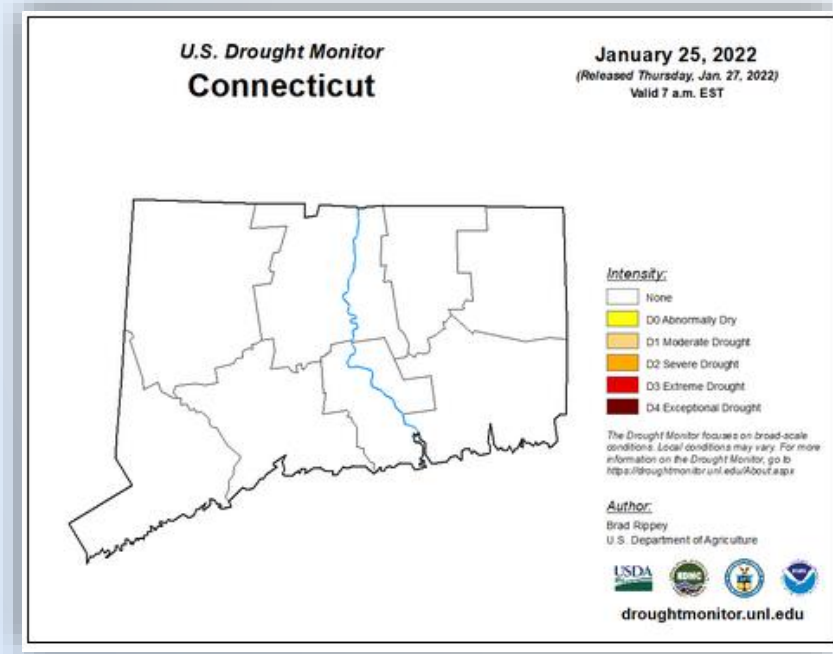 U.S. Drought Monitor
Connecticut
January 25, 2022
(Released Thursday, Jan. 27, 2022)
Valid 7 a.m. EST
Intensity:
None
D0 Abnormally Dry
D1 Moderate Drought
D2 Severe Drought
D3 Extreme Drought
D4 Exceptional Drought
The Drought Monitor focuses on broad-scale
conditions. Local conditions may vary. For more
information on the Drought Monitor, go to
https://droughtmonitor.unl.edu/About.aspx
Author:
Brad Rippey
U.S. Department of Agriculture
USDA
NDMC
droughtmonitor.unl.edu